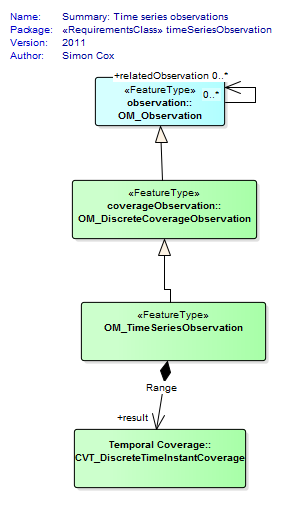 Name: Summary: Time series observations
Package: «RequirementsClass» timeSeriesObservation
Version: 2011
Author: Simon Cox
+relatedObservation 0..*
«FeatureType»
0..*
observation::
OM_Observation
«FeatureType»
coverageObservation::
OM_DiscreteCoverageObservation
«FeatureType»
OM_TimeSeriesObservation
Range
+result
Temporal Coverage::
CVT_DiscreteTimeInstantCoverage